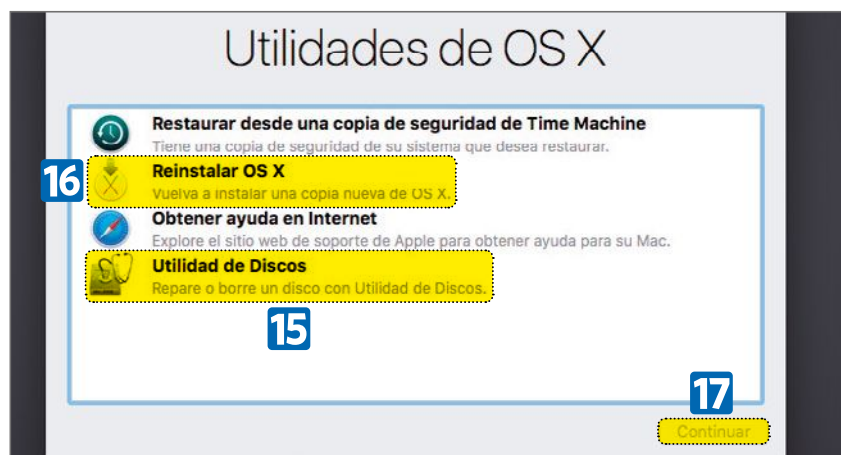 Utilidades de OS X
Restaurar desde una copia de seguridad de Time Machine
Tiene una copia de seguridad de su sistema que desea restaurar.
16
Reinstalar OS X
Vuelva a instalar una copia nueva de OS X.
Obtener ayuda en Internet
Explore el sitio web de soporte de Apple para obtener ayuda para su Mac.
Utilidad de Discos
Repare o borre un disco con Utilidad de Discos.
15
17
Continuar